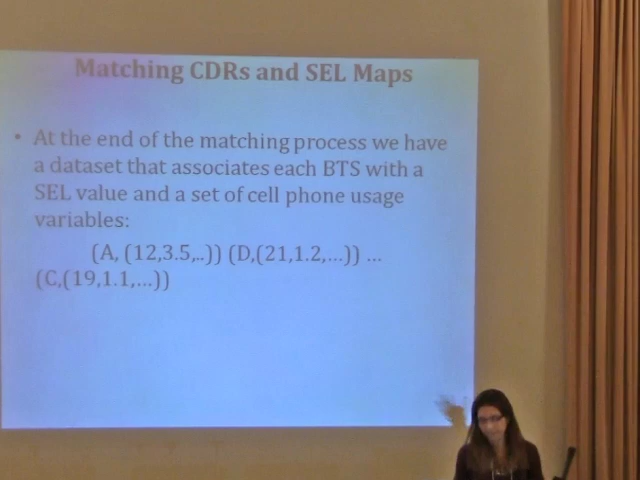 Matching CDRs and SEL Maps
• At the end of the matching process we have
a dataset that associates each BTS with a
SEL value and a set of cell phone usage
variables:
(A, (12,3.5,..)) (D,(21,1.2,...)) ...
(C,(19,1.1,...))